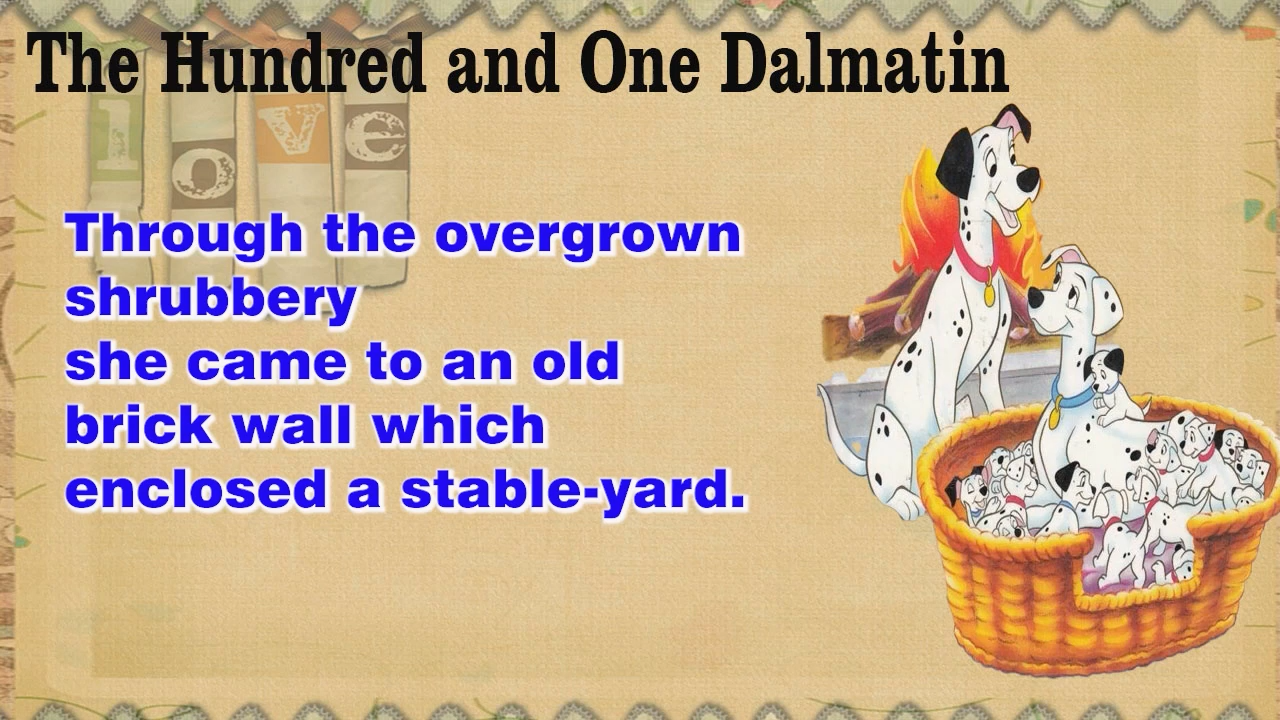 The Hundred and One Dalmatin
love
Through the overgrown
shrubbery
she came to an old
brick wall which
enclosed a stable-yard.